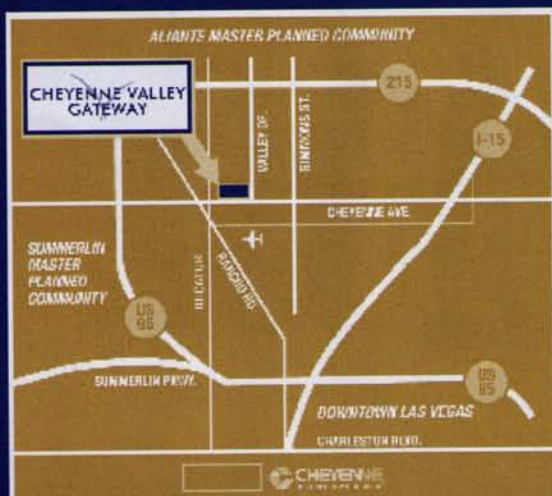 ALIANTE MASTER PLANNED COMMUNITY
CHEYENNE VALLEY
GATEWAY
215
I-15
VALLEY DR.
SIMMONS ST.
CHEYENNE AVE.
SUMMERLIN
MASTER
PLANNED
COMMUNITY
DECATUR
RANCHO RD.
US
95
SUMMERLIN PKWY.
US
95
DOWNTOWN LAS VEGAS
CHARLESTON BLVD.
CHEYENNE